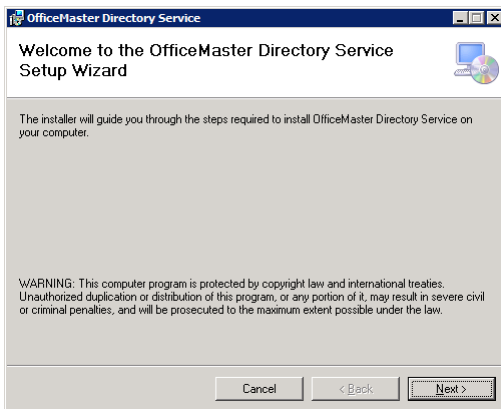 OfficeMaster Directory Service
Welcome to the OfficeMaster Directory Service
Setup Wizard
The installer will guide you through the steps required to install OfficeMaster Directory Service on
your computer.
WARNING: This computer program is protected by copyright law and international treaties.
Unauthorized duplication or distribution of this program, or any portion of it, may result in severe civil
or criminal penalties, and will be prosecuted to the maximum extent possible under the law.
Cancel < Back Next >